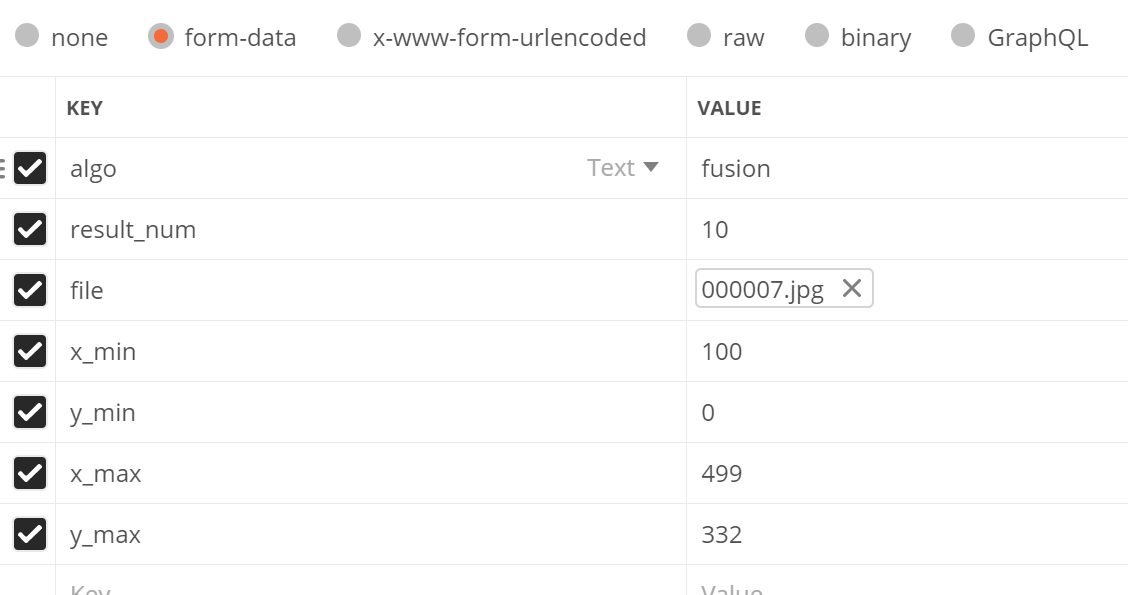 none form-data x-www-form-urlencoded raw binary GraphQL
KEY VALUE
algo Text fusion
result_num 10
file 000007.jpg
x_min 100
y_min 0
x_max 499
y_max 332
Key Value